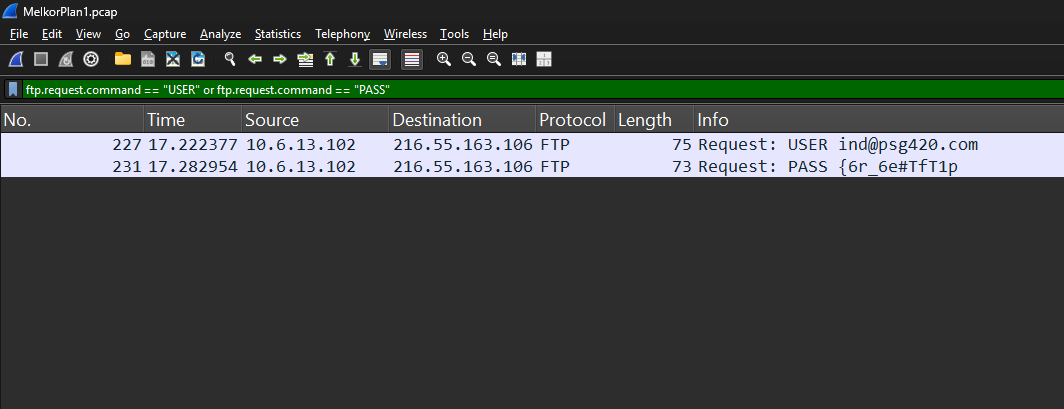 MelkorPlan1.pcap
File Edit View Go Capture Analyze Statistics Telephony Wireless Tools Help
ftp.request.command == "USER" or ftp.request.command == "PASS"
No. Time Source Destination Protocol Length Info
227 17.222377 10.6.13.102 216.55.163.106 FTP 75 Request: USER ind@psg420.com
231 17.282954 10.6.13.102 216.55.163.106 FTP 73 Request: PASS {6r_6e#TfT1p